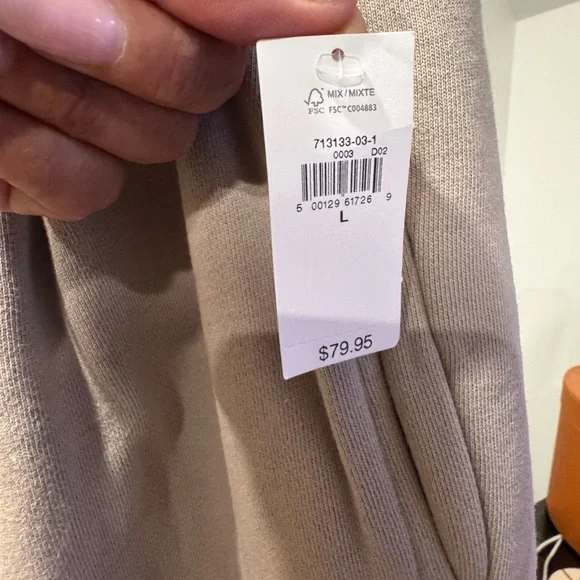 MIX/MIXTE
FSC FSC™ C004883
713133-03-1
0003 D02
5 00129 61726 9
L
$79.95